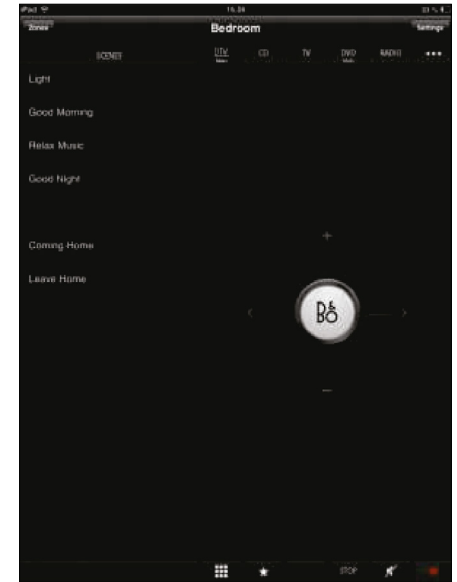 iPad 16.34
Zones Bedroom Settings
SCENES DTV CD TV DVD RADIO •••
Light
Good Morning
Relax Music
Good Night
Coming Home
Leave Home
+
‹ B&O ›
−
STOP